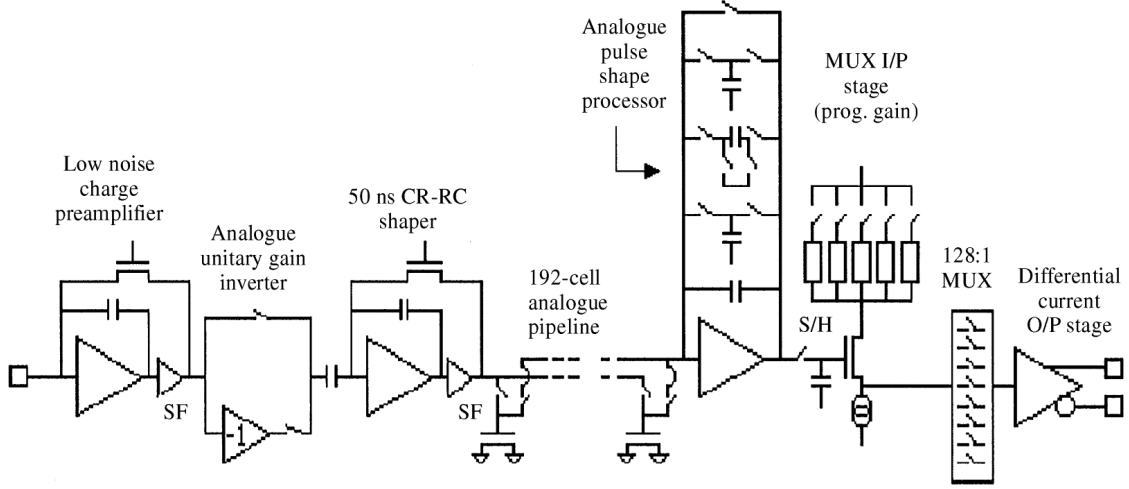 Analogue
pulse
shape
processor
MUX I/P
stage
(prog. gain)
Low noise
charge
preamplifier
50 ns CR-RC
shaper
Analogue
unitary gain
inverter
192-cell
analogue
pipeline
128:1
MUX
Differential
current
O/P stage
S/H
SF
SF
-1